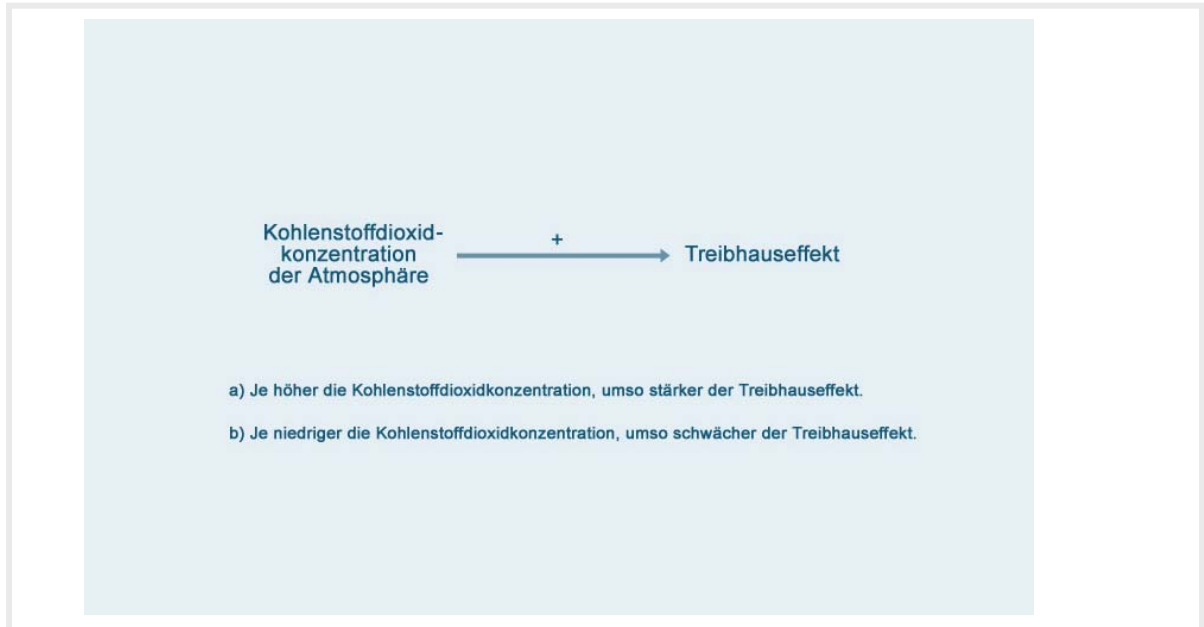 Kohlenstoffdioxid-
konzentration
der Atmosphäre
+
Treibhauseffekt
a) Je höher die Kohlenstoffdioxidkonzentration, umso stärker der Treibhauseffekt.
b) Je niedriger die Kohlenstoffdioxidkonzentration, umso schwächer der Treibhauseffekt.